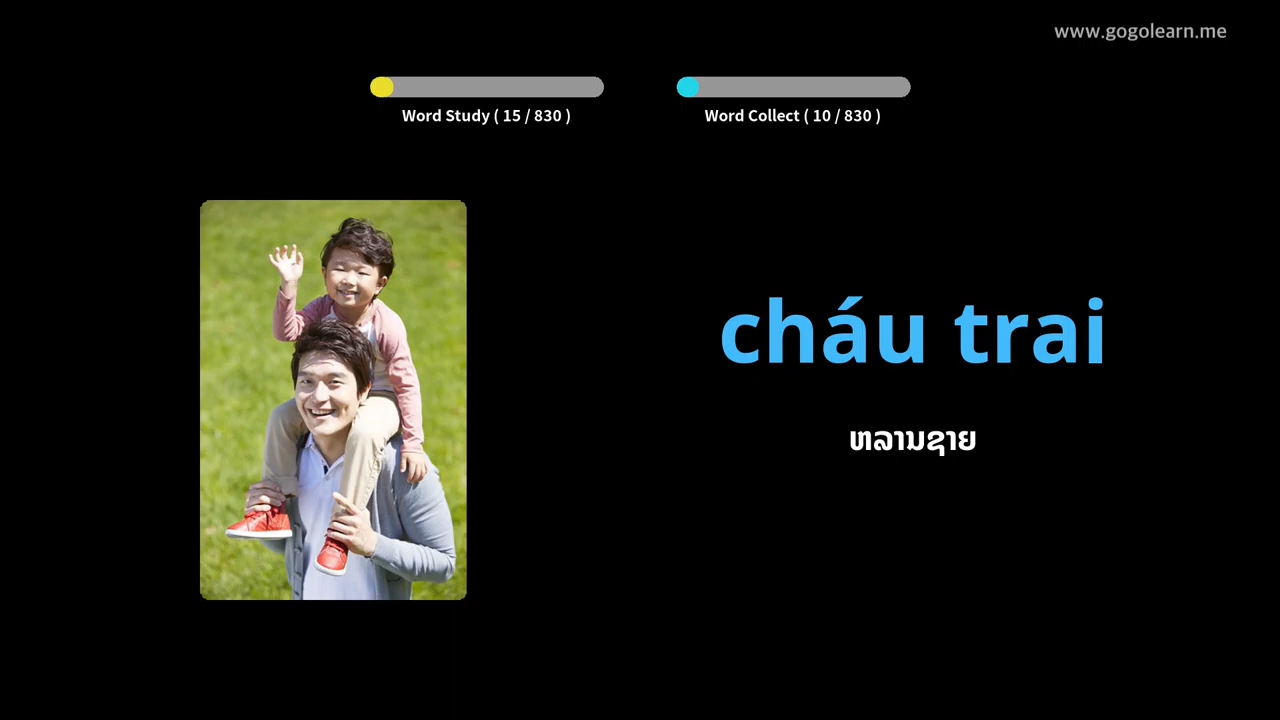 www.gogolearn.me
Word Study ( 15 / 830 )
Word Collect ( 10 / 830 )
cháu trai
ຫລານຊາຍ